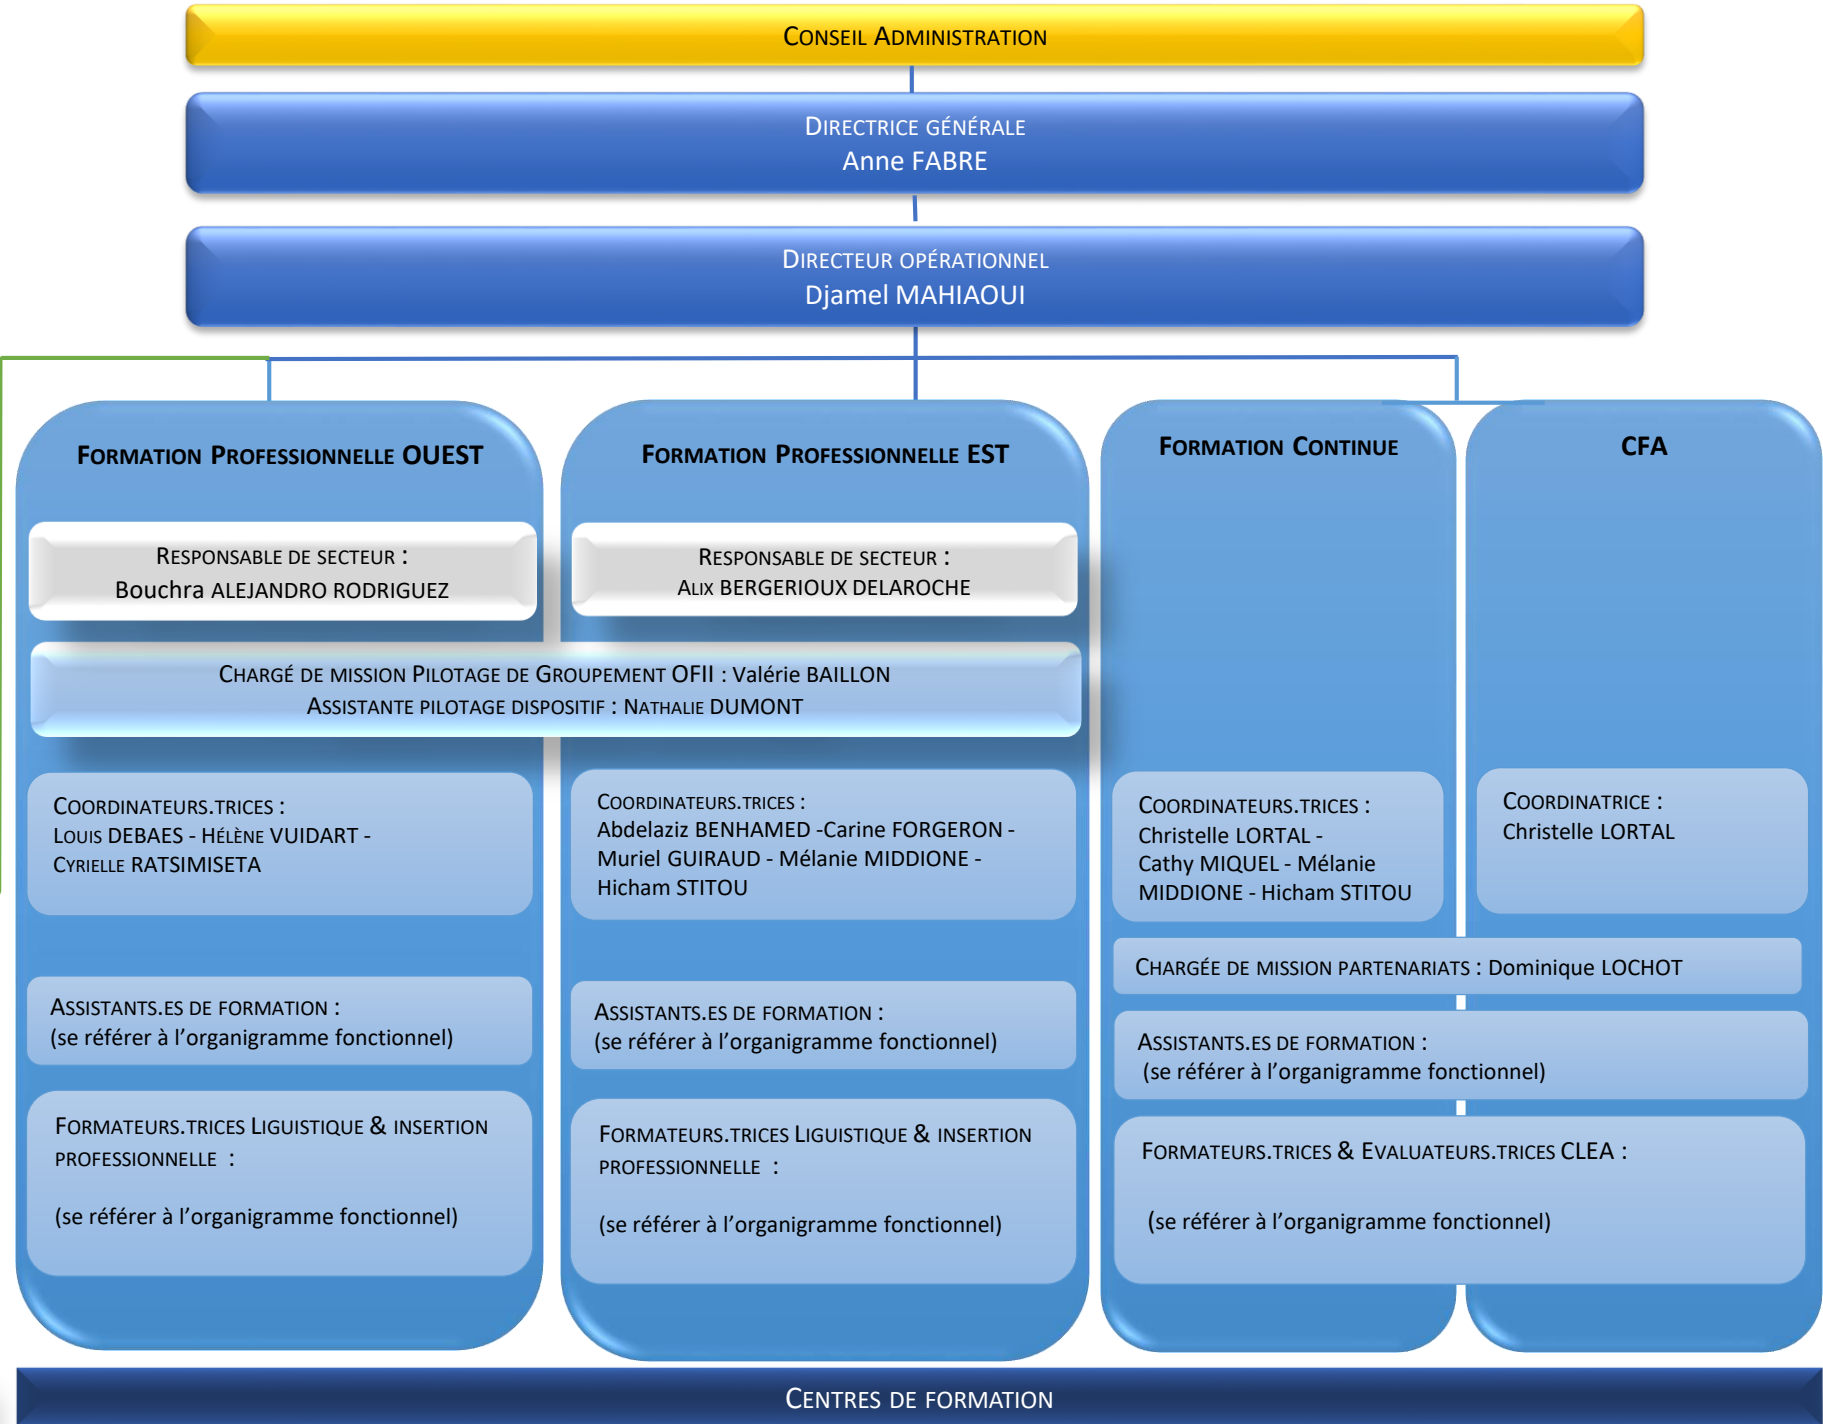 CONSEIL ADMINISTRATION
DIRECTRICE GÉNÉRALE
Anne FABRE
DIRECTEUR OPÉRATIONNEL
Djamel MAHIAOUI
FORMATION PROFESSIONNELLE OUEST
RESPONSABLE DE SECTEUR :
Bouchra ALEJANDRO RODRIGUEZ
FORMATION PROFESSIONNELLE EST
RESPONSABLE DE SECTEUR :
ALIX BERGERIOUX DELAROCHE
CHARGÉ DE MISSION PILOTAGE DE GROUPEMENT OFII : Valérie BAILLON
ASSISTANTE PILOTAGE DISPOSITIF : NATHALIE DUMONT
COORDINATEURS.TRICES :
LOUIS DEBAES - HÉLÈNE VUIDART -
CYRIELLE RATSIMISETA
ASSISTANTS.ES DE FORMATION :
(se référer à l’organigramme fonctionnel)
FORMATEURS.TRICES LIGUISTIQUE & INSERTION
PROFESSIONNELLE :
(se référer à l’organigramme fonctionnel)
COORDINATEURS.TRICES :
Abdelaziz BENHAMED -Carine FORGERON -
Muriel GUIRAUD - Mélanie MIDDIONE -
Hicham STITOU
ASSISTANTS.ES DE FORMATION :
(se référer à l’organigramme fonctionnel)
FORMATEURS.TRICES LIGUISTIQUE & INSERTION
PROFESSIONNELLE :
(se référer à l’organigramme fonctionnel)
FORMATION CONTINUE
COORDINATEURS.TRICES :
Christelle LORTAL -
Cathy MIQUEL - Mélanie
MIDDIONE - Hicham STITOU
CFA
COORDINATRICE :
Christelle LORTAL
CHARGÉE DE MISSION PARTENARIATS : Dominique LOCHOT
ASSISTANTS.ES DE FORMATION :
(se référer à l’organigramme fonctionnel)
FORMATEURS.TRICES & EVALUATEURS.TRICES CLEA :
(se référer à l’organigramme fonctionnel)
CENTRES DE FORMATION